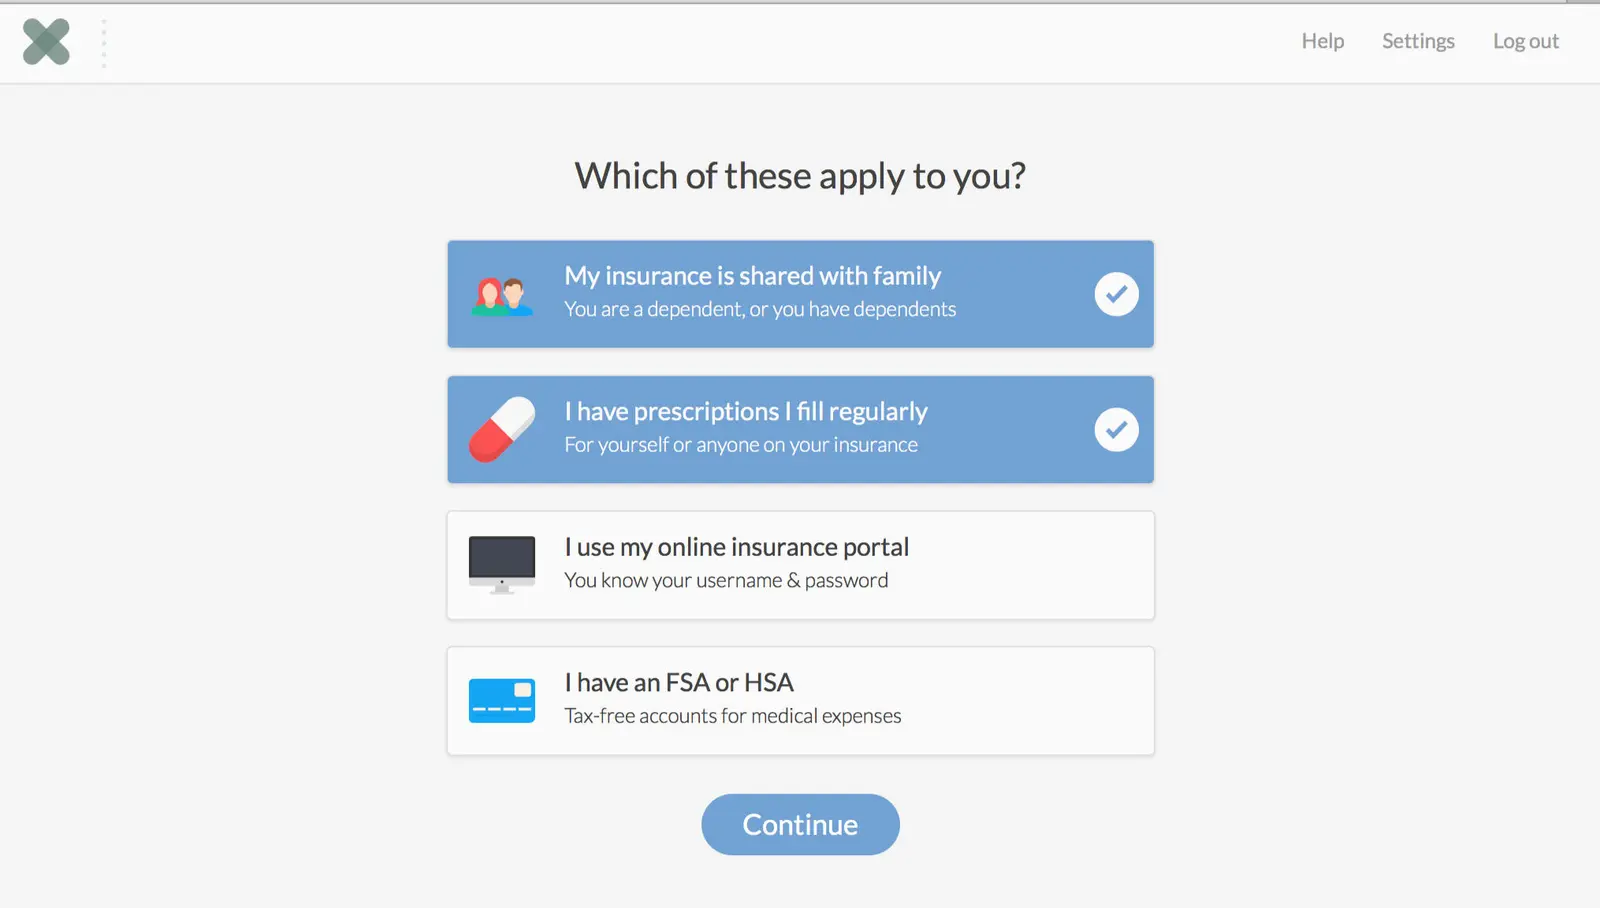 Help
Settings
Log out
Which of these apply to you?
My insurance is shared with family
You are a dependent, or you have dependents
I have prescriptions I fill regularly
For yourself or anyone on your insurance
I use my online insurance portal
You know your username & password
I have an FSA or HSA
Tax-free accounts for medical expenses
Continue